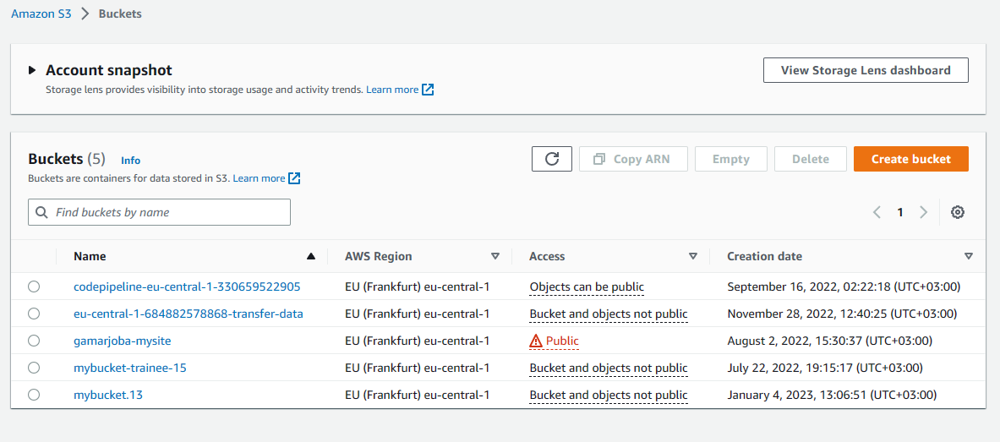 Amazon S3 > Buckets
Account snapshot
View Storage Lens dashboard
Storage lens provides visibility into storage usage and activity trends. Learn more
Buckets (5) Info
Copy ARN Empty Delete Create bucket
Buckets are containers for data stored in S3. Learn more
Find buckets by name
1
Name AWS Region Access Creation date
codepipeline-eu-central-1-330659522905 EU (Frankfurt) eu-central-1 Objects can be public September 16, 2022, 02:22:18 (UTC+03:00)
eu-central-1-684882578868-transfer-data EU (Frankfurt) eu-central-1 Bucket and objects not public November 28, 2022, 12:40:25 (UTC+03:00)
gamarjoba-mysite EU (Frankfurt) eu-central-1 Public August 2, 2022, 15:30:37 (UTC+03:00)
mybucket-trainee-15 EU (Frankfurt) eu-central-1 Bucket and objects not public July 22, 2022, 19:15:17 (UTC+03:00)
mybucket.13 EU (Frankfurt) eu-central-1 Bucket and objects not public January 4, 2023, 13:06:51 (UTC+03:00)